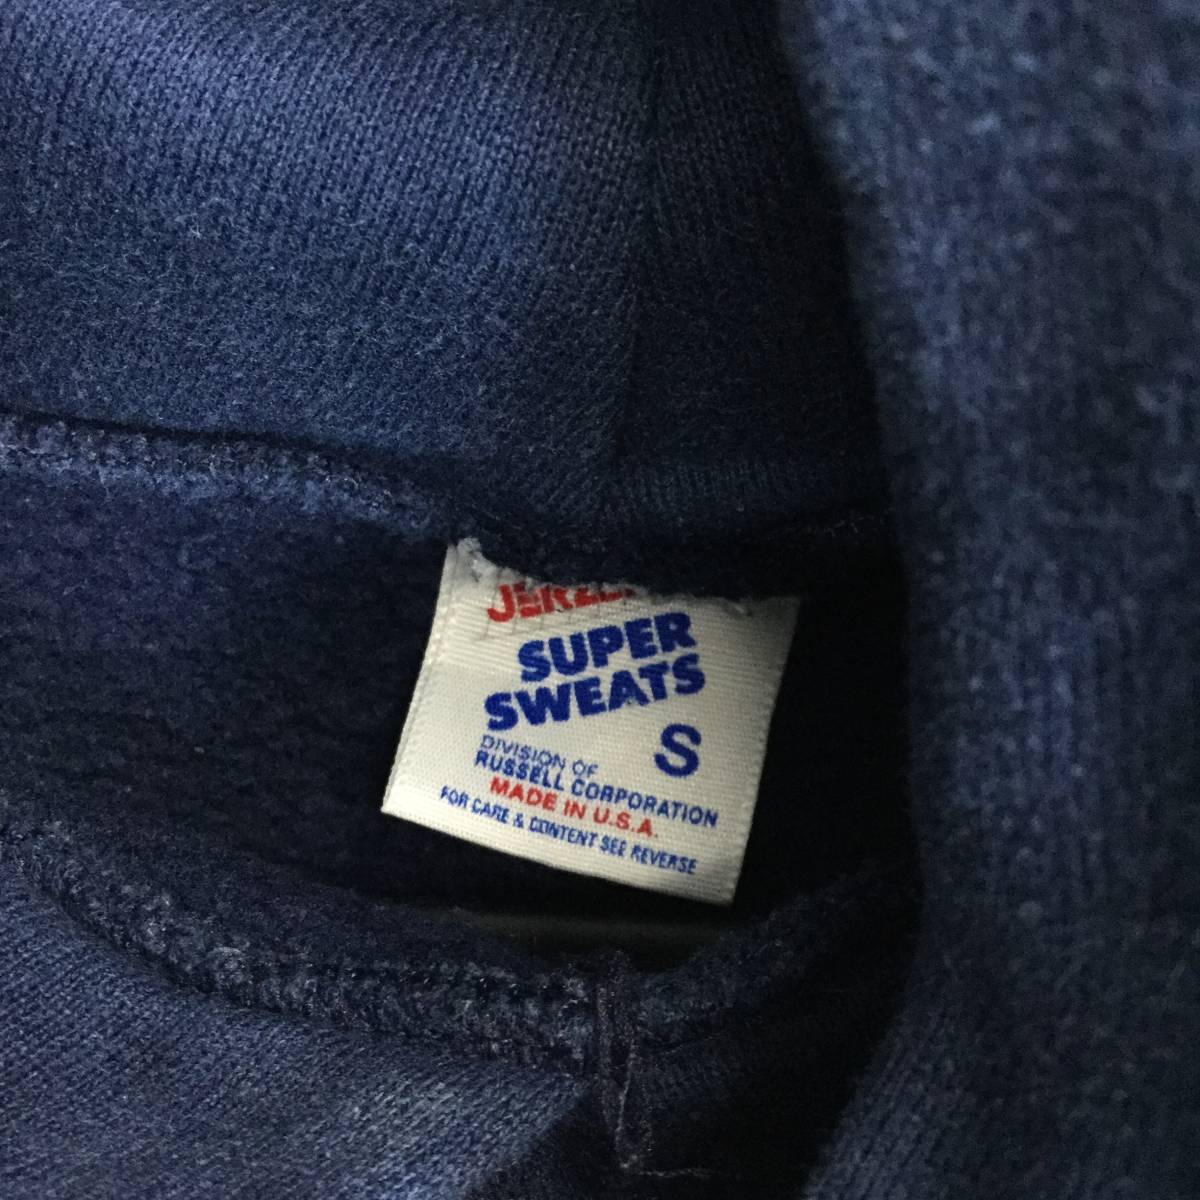 SUPER
SWEATS
S
DIVISION OF
RUSSELL CORPORATION
MADE IN U.S.A.
FOR CARE & CONTENT SEE REVERSE